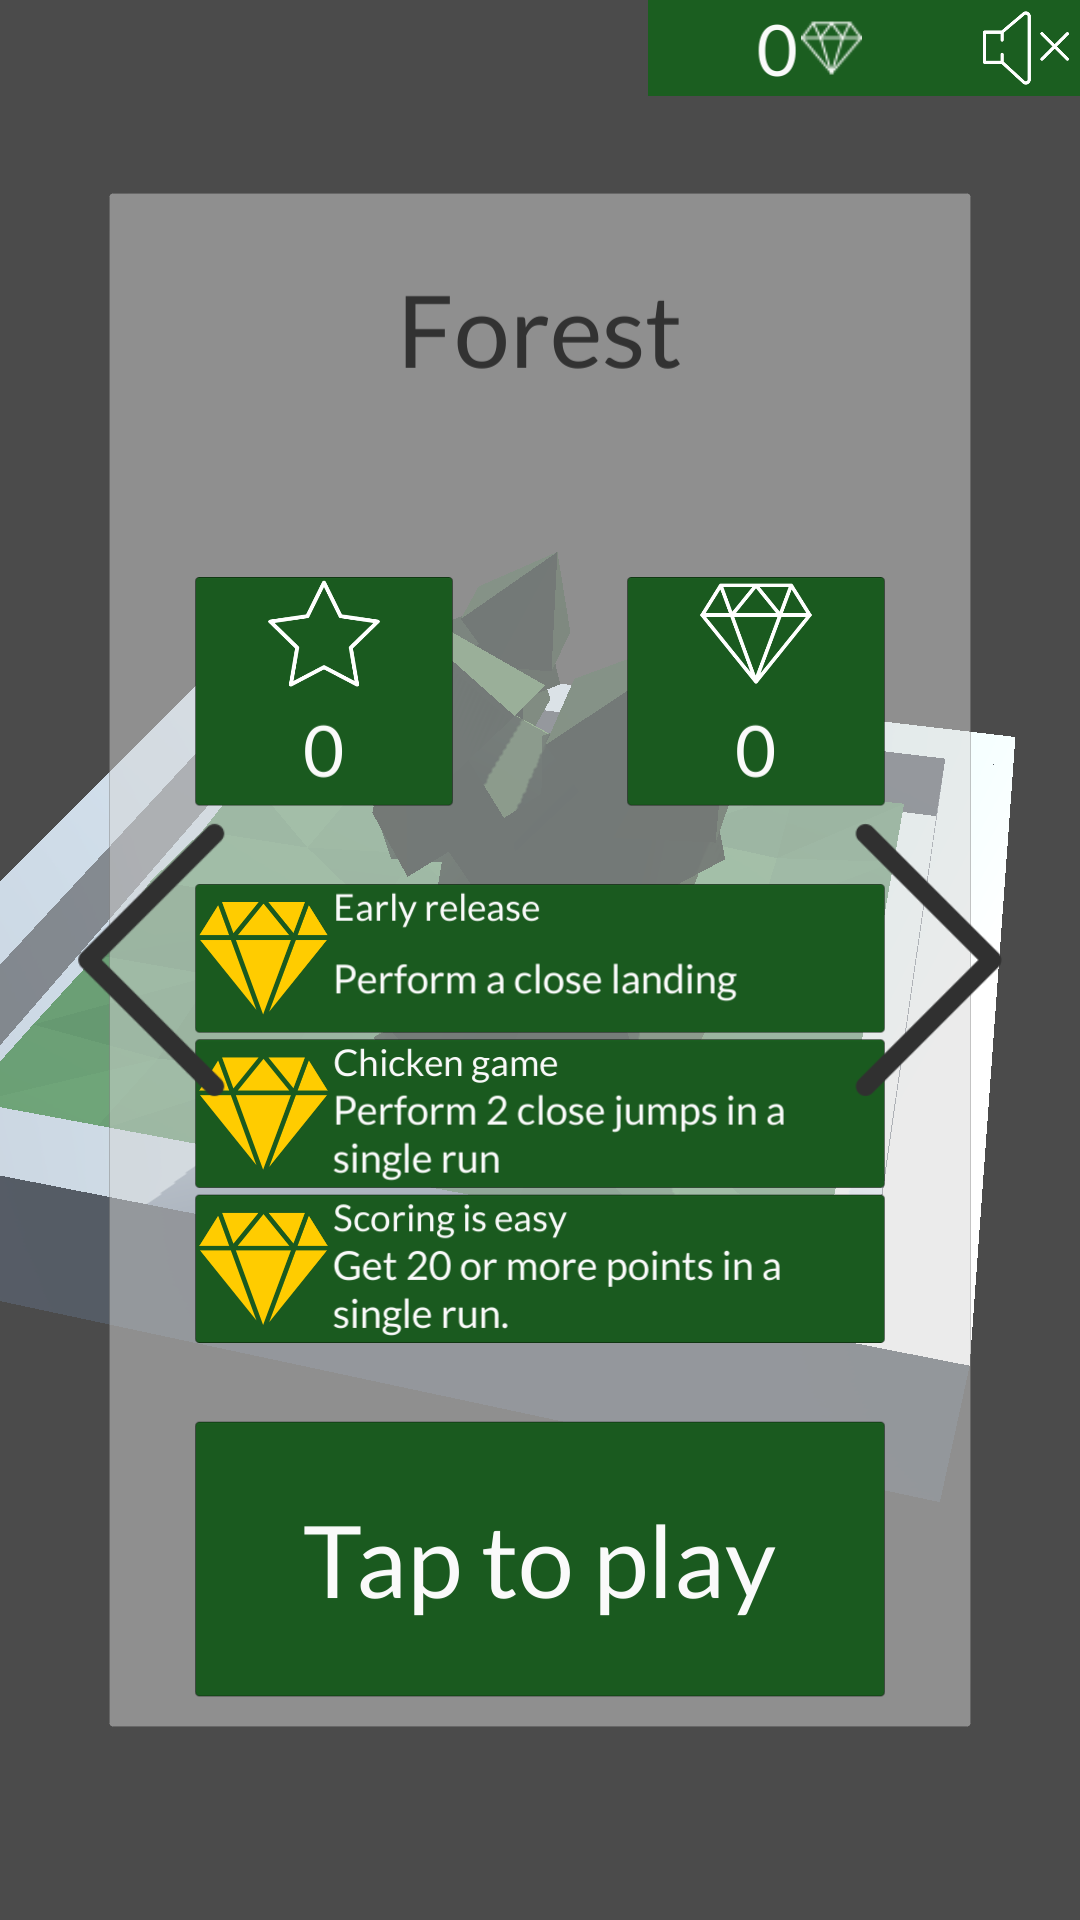 0
Forest
0
0
Early release
Perform a close landing
Chicken game
Perform 2 close jumps in a
single run
Scoring is easy
Get 20 or more points in a
single run.
Tap to play